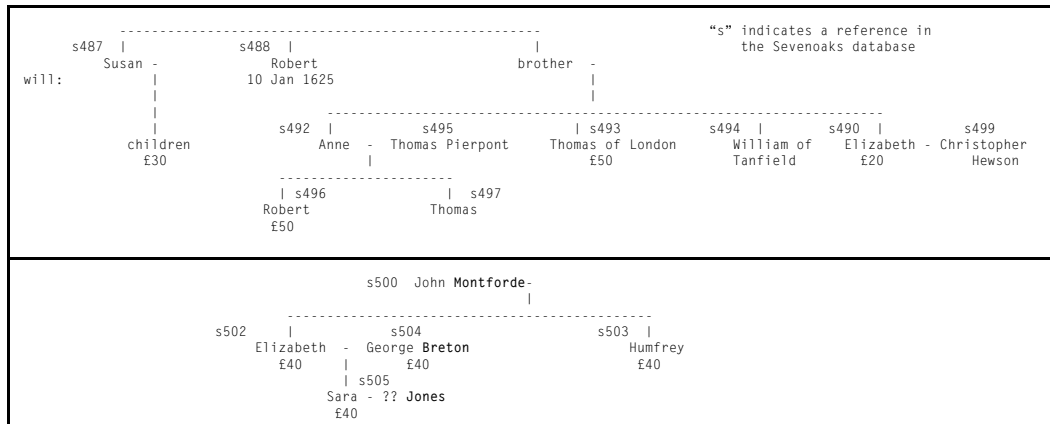 “s” indicates a reference in
s487 | s488 | | the Sevenoaks database
Susan - Robert brother -
will: | 10 Jan 1625 |
s492 | s495 | s493 s494 | s490 | s499
children Anne - Thomas Pierpont Thomas of London William of Elizabeth - Christopher
£30 | £50 Tanfield £20 Hewson
| s496 | s497
Robert Thomas
£50
s500 John Montforde-
s502 | s504 s503 |
Elizabeth - George Breton Humfrey
£40 | £40 £40
| s505
Sara - ?? Jones
£40